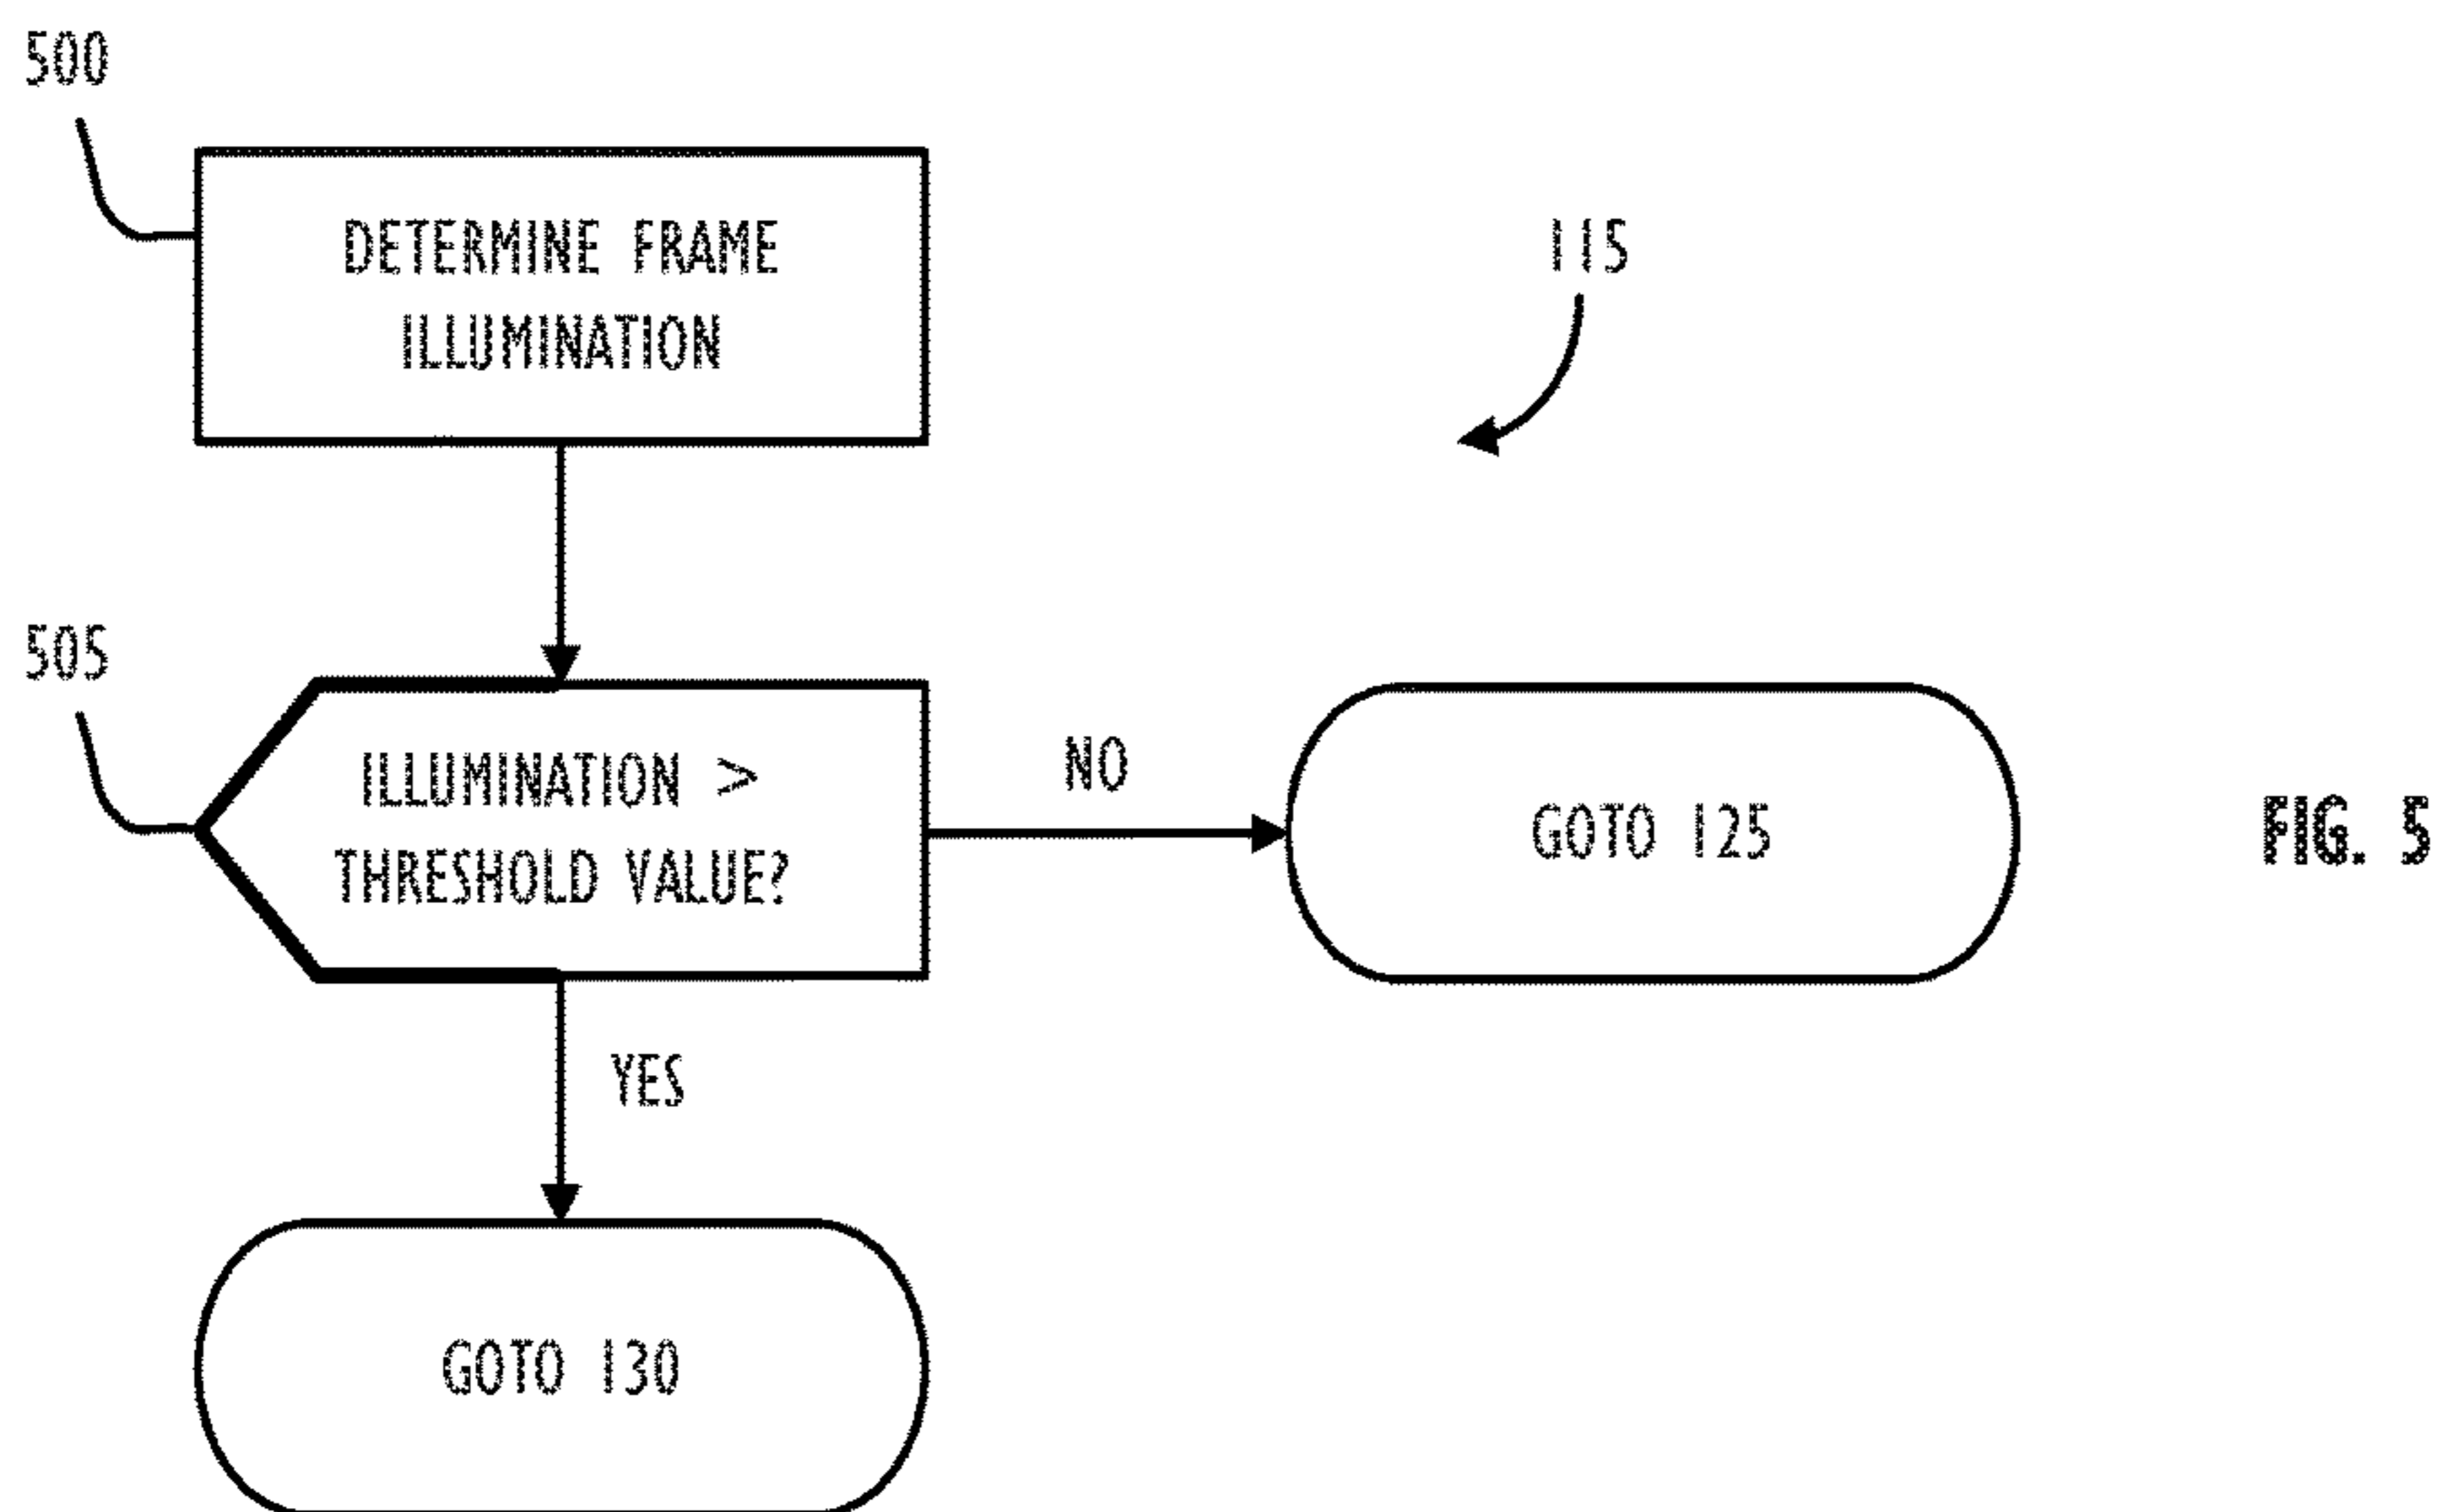 500
DETERMINE FRAME
ILLUMINATION
115
505
ILLUMINATION >
THRESHOLD VALUE?
NO
GOTO 125
FIG. 5
YES
GOTO 130